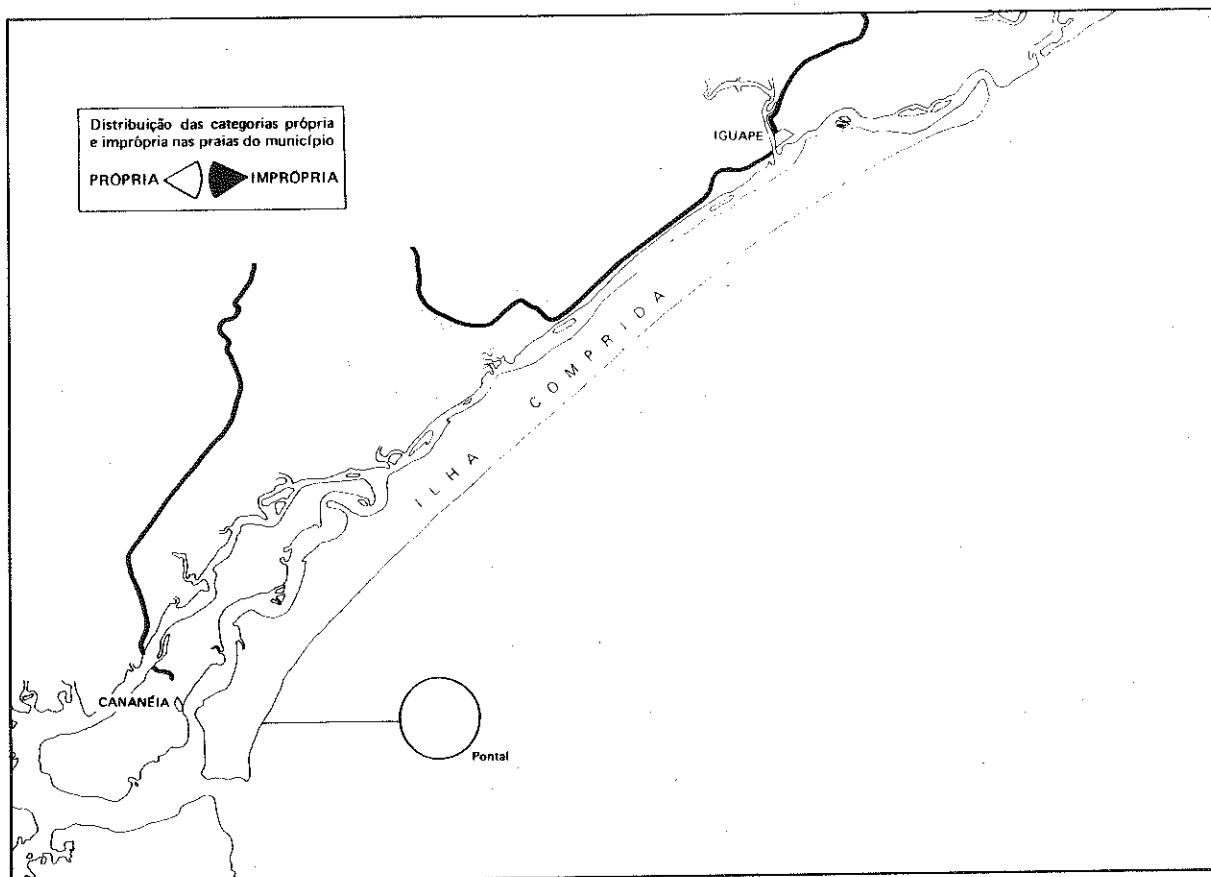 Distribuição das categorias própria
e imprópria nas praias do município
PRÓPRIA IMPRÓPRIA
IGUAPE
ILHA COMPRIDA
CANANÉIA
Pontal